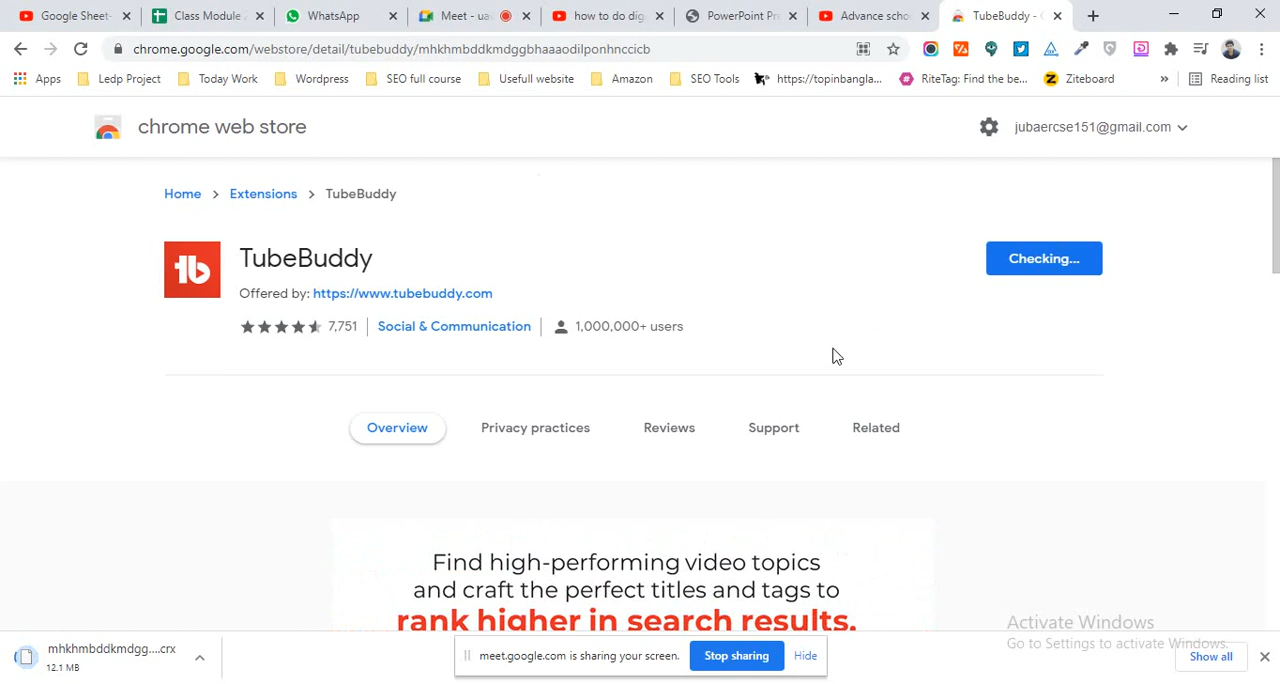 Google Sheet-
Class Module
WhatsApp
Meet - ua
how to do dig
PowerPoint Pr
Advance scho
TubeBuddy -
chrome.google.com/webstore/detail/tubebuddy/mhkhmbddkmdggbhaaaodilponhnccicb
Apps
Ledp Project
Today Work
Wordpress
SEO full course
Usefull website
Amazon
SEO Tools
https://topinbangla...
RiteTag: Find the be...
Ziteboard
»
Reading list
chrome web store
jubaercse151@gmail.com
Home > Extensions > TubeBuddy
TubeBuddy
Checking...
Offered by: https://www.tubebuddy.com
7,751
Social & Communication
1,000,000+ users
Overview
Privacy practices
Reviews
Support
Related
Find high-performing video topics
and craft the perfect titles and tags to
rank higher in search results.
Activate Windows
Go to Settings to activate Windows.
mhkhmbddkmdgg....crx
12.1 MB
meet.google.com is sharing your screen.
Stop sharing
Hide
Show all